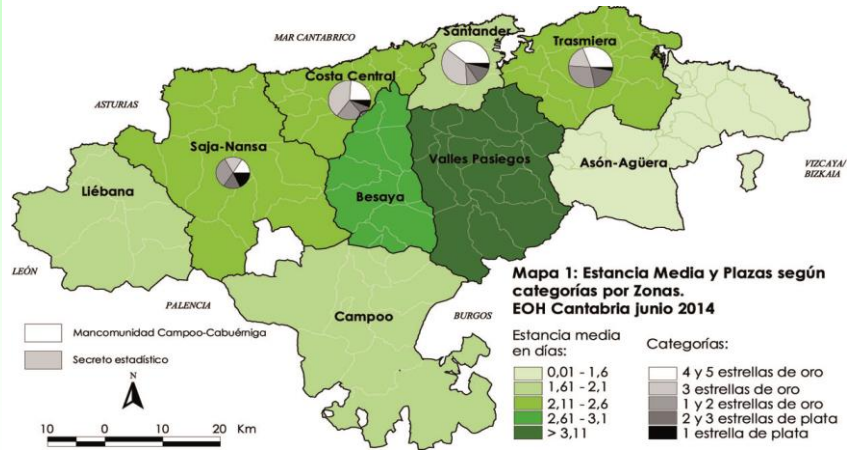 MAR CANTABRICO
Santander
Trasmiera
Costa Central
ASTURIAS
Saja-Nansa
Valles Pasiegos
Asón-Agüera
VIZCAYA/
BIZKAIA
Liébana
Besaya
LEÓN
PALENCIA
Campoo
BURGOS
Mapa 1: Estancia Media y Plazas según
categorías por Zonas.
EOH Cantabria junio 2014
Mancomunidad Campoo-Cabuérniga
Secreto estadístico
N
10 0 10 20 Km
Estancia media
en días:
0,01 - 1,6
1,61 - 2,1
2,11 - 2,6
2,61 - 3,1
> 3,11
Categorías:
4 y 5 estrellas de oro
3 estrellas de oro
1 y 2 estrellas de oro
2 y 3 estrellas de plata
1 estrella de plata